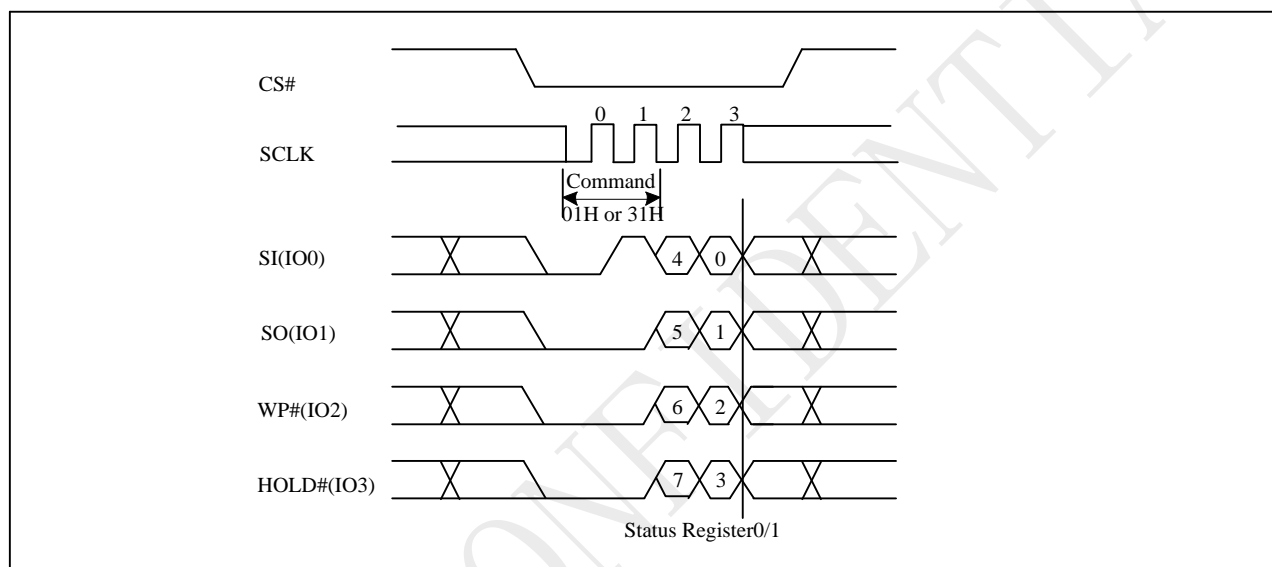 CS#
0 1 2 3
SCLK
Command
01H or 31H
SI(IO0)
4 0
SO(IO1)
5 1
WP#(IO2)
6 2
HOLD#(IO3)
7 3
Status Register0/1